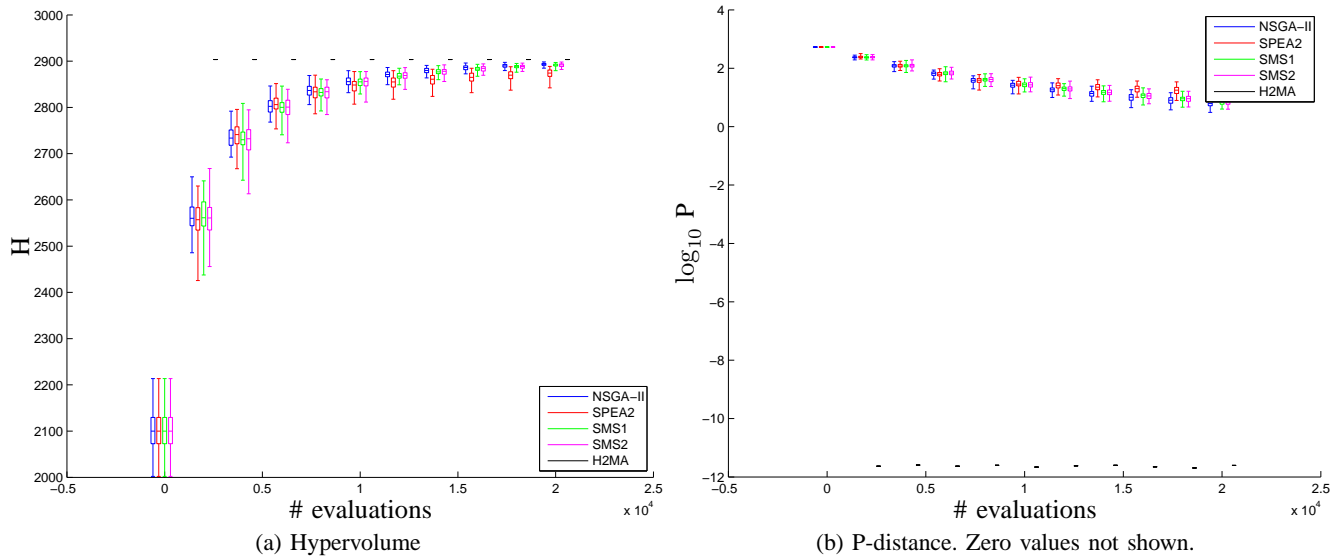 3000
2900
2800
2700
2600
2500
2400
2300
2200
2100
2000
H
−0.5
0
0.5
1
1.5
2
2.5
x 10^4
# evaluations
NSGA−II
SPEA2
SMS1
SMS2
H2MA
(a) Hypervolume
4
2
0
−2
−4
−6
−8
−10
−12
log10 P
−0.5
0
0.5
1
1.5
2
2.5
x 10^4
# evaluations
NSGA−II
SPEA2
SMS1
SMS2
H2MA
(b) P-distance. Zero values not shown.